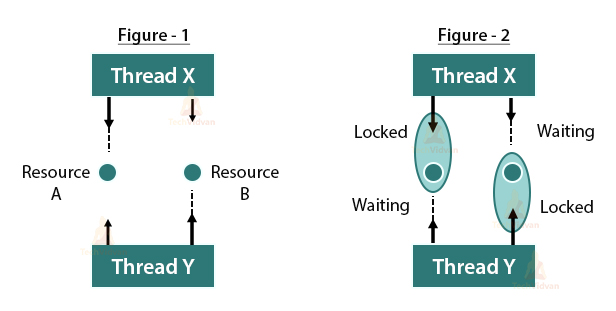 Figure - 1
Thread X
Resource
A
Resource
B
Thread Y
Figure - 2
Thread X
Locked
Waiting
Waiting
Locked
Thread Y